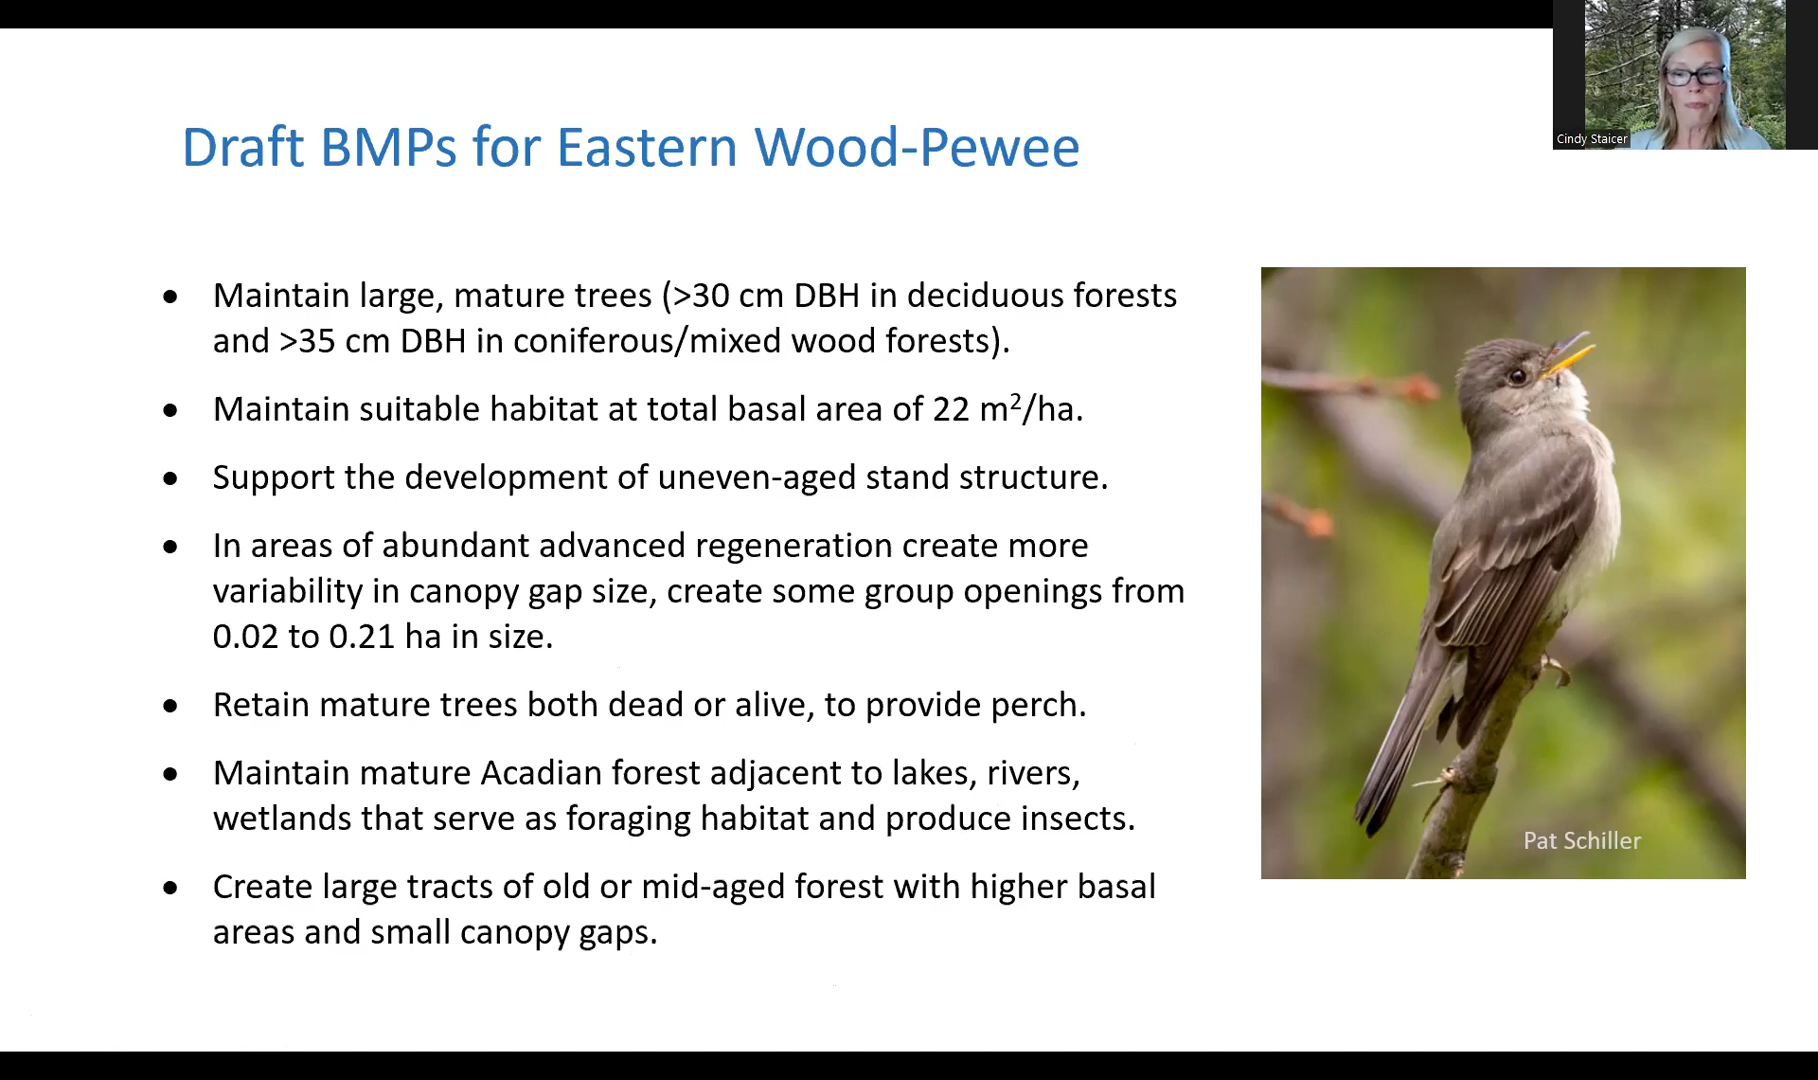 Cindy Staicer
Draft BMPs for Eastern Wood-Pewee
• Maintain large, mature trees (>30 cm DBH in deciduous forests
and >35 cm DBH in coniferous/mixed wood forests).
• Maintain suitable habitat at total basal area of 22 m²/ha.
• Support the development of uneven-aged stand structure.
• In areas of abundant advanced regeneration create more
variability in canopy gap size, create some group openings from
0.02 to 0.21 ha in size.
• Retain mature trees both dead or alive, to provide perch.
• Maintain mature Acadian forest adjacent to lakes, rivers,
wetlands that serve as foraging habitat and produce insects.
• Create large tracts of old or mid-aged forest with higher basal
areas and small canopy gaps.
Pat Schiller